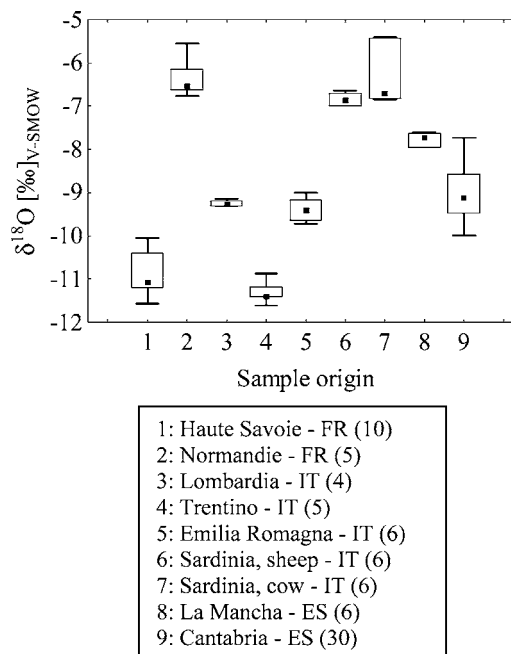 -5
-6
-7
-8
-9
-10
-11
-12
δ18O [‰]V-SMOW
1 2 3 4 5 6 7 8 9
Sample origin
1: Haute Savoie - FR (10)
2: Normandie - FR (5)
3: Lombardia - IT (4)
4: Trentino - IT (5)
5: Emilia Romagna - IT (6)
6: Sardinia, sheep - IT (6)
7: Sardinia, cow - IT (6)
8: La Mancha - ES (6)
9: Cantabria - ES (30)